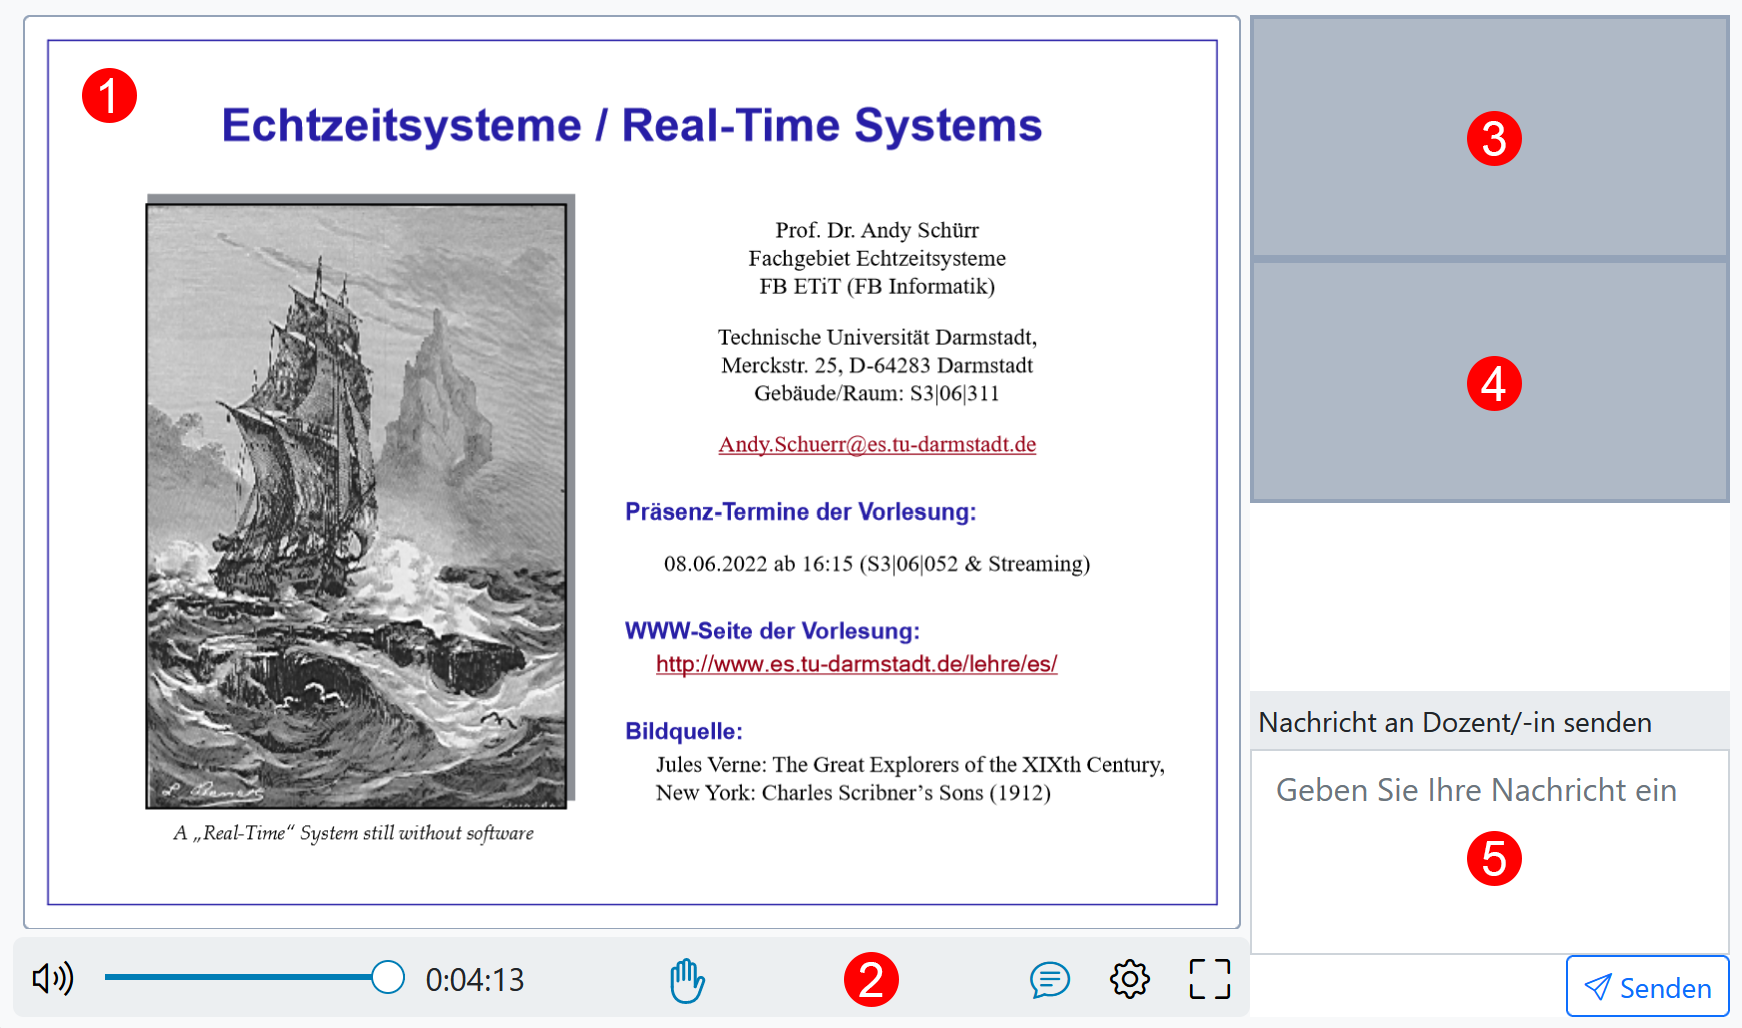 1
Echtzeitsysteme / Real-Time Systems
Prof. Dr. Andy Schürr
Fachgebiet Echtzeitsysteme
FB ETiT (FB Informatik)
Technische Universität Darmstadt,
Merckstr. 25, D-64283 Darmstadt
Gebäude/Raum: S3|06|311
Andy.Schuerr@es.tu-darmstadt.de
Präsenz-Termine der Vorlesung:
08.06.2022 ab 16:15 (S3|06|052 & Streaming)
WWW-Seite der Vorlesung:
http://www.es.tu-darmstadt.de/lehre/es/
Bildquelle:
Jules Verne: The Great Explorers of the XIXth Century,
New York: Charles Scribner’s Sons (1912)
A „Real-Time“ System still without software
0:04:13
2
3
4
Nachricht an Dozent/-in senden
Geben Sie Ihre Nachricht ein
5
Senden